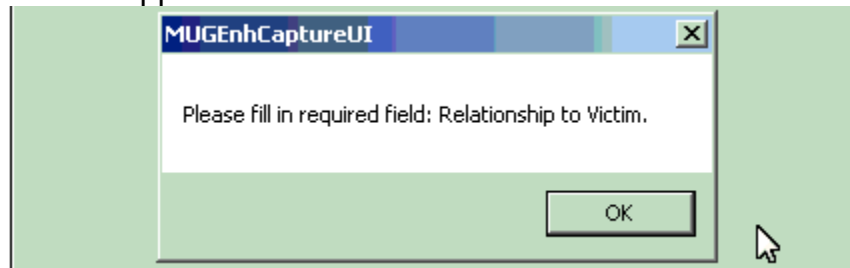 MUGEnhCaptureUI
Please fill in required field: Relationship to Victim.
OK